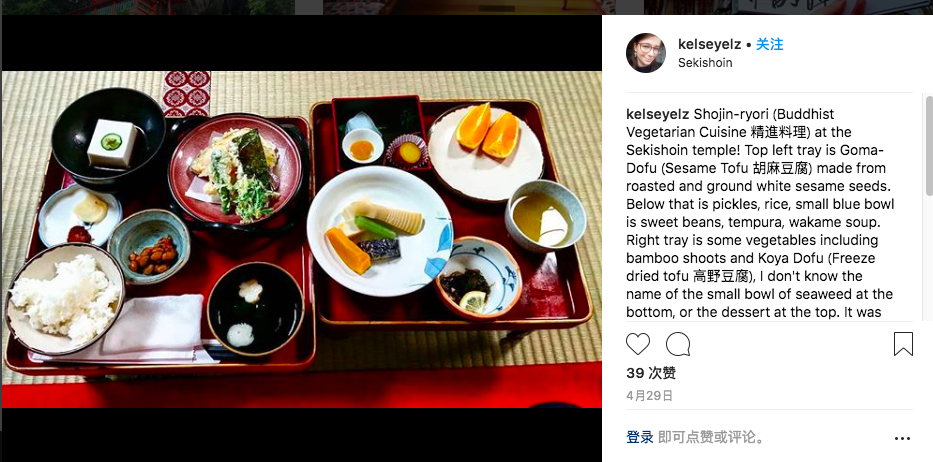 kelseyelz • 关注
Sekishoin
kelseyelz Shojin-ryori (Buddhist
Vegetarian Cuisine 精進料理) at the
Sekishoin temple! Top left tray is Goma-
Dofu (Sesame Tofu 胡麻豆腐) made from
roasted and ground white sesame seeds.
Below that is pickles, rice, small blue bowl
is sweet beans, tempura, wakame soup.
Right tray is some vegetables including
bamboo shoots and Koya Dofu (Freeze
dried tofu 高野豆腐), I don't know the
name of the small bowl of seaweed at the
bottom, or the dessert at the top. It was
39 次赞
4月29日
登录 即可点赞或评论。